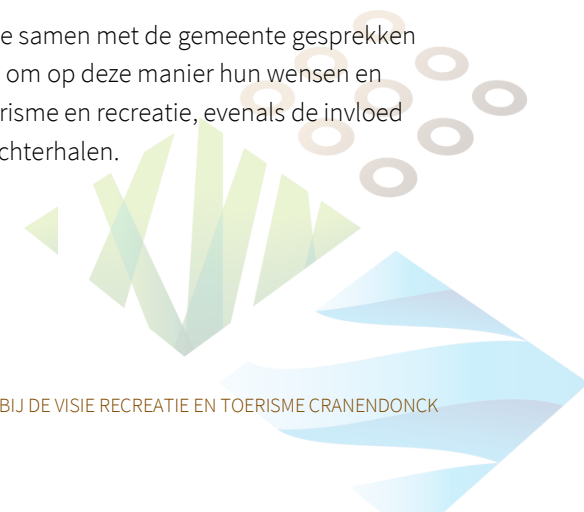 e samen met de gemeente gesprekken
om op deze manier hun wensen en
risme en recreatie, evenals de invloed
chterhalen.
BIJ DE VISIE RECREATIE EN TOERISME CRANENDONCK